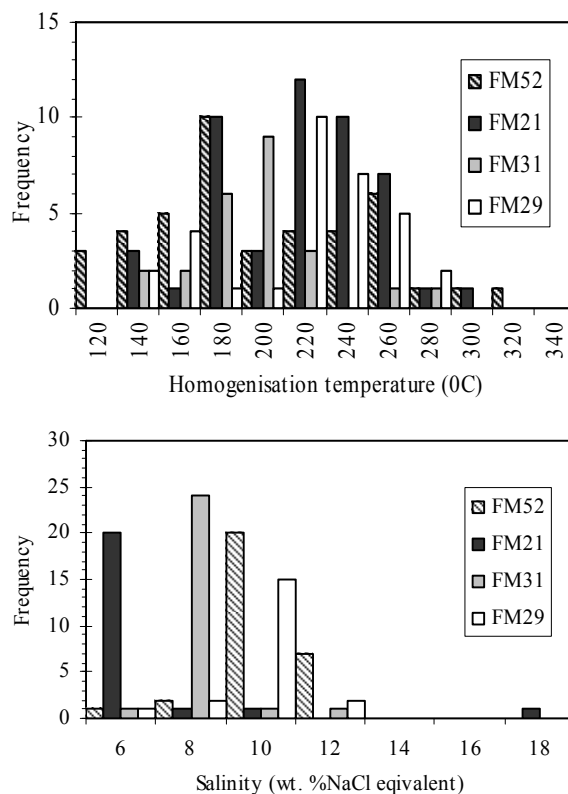 15
10
5
0
Frequency
FM52
FM21
FM31
FM29
120 140 160 180 200 220 240 260 280 300 320 340
Homogenisation temperature (0C)
30
25
20
15
10
5
0
Frequency
FM52
FM21
FM31
FM29
6 8 10 12 14 16 18
Salinity (wt. %NaCl eqivalent)